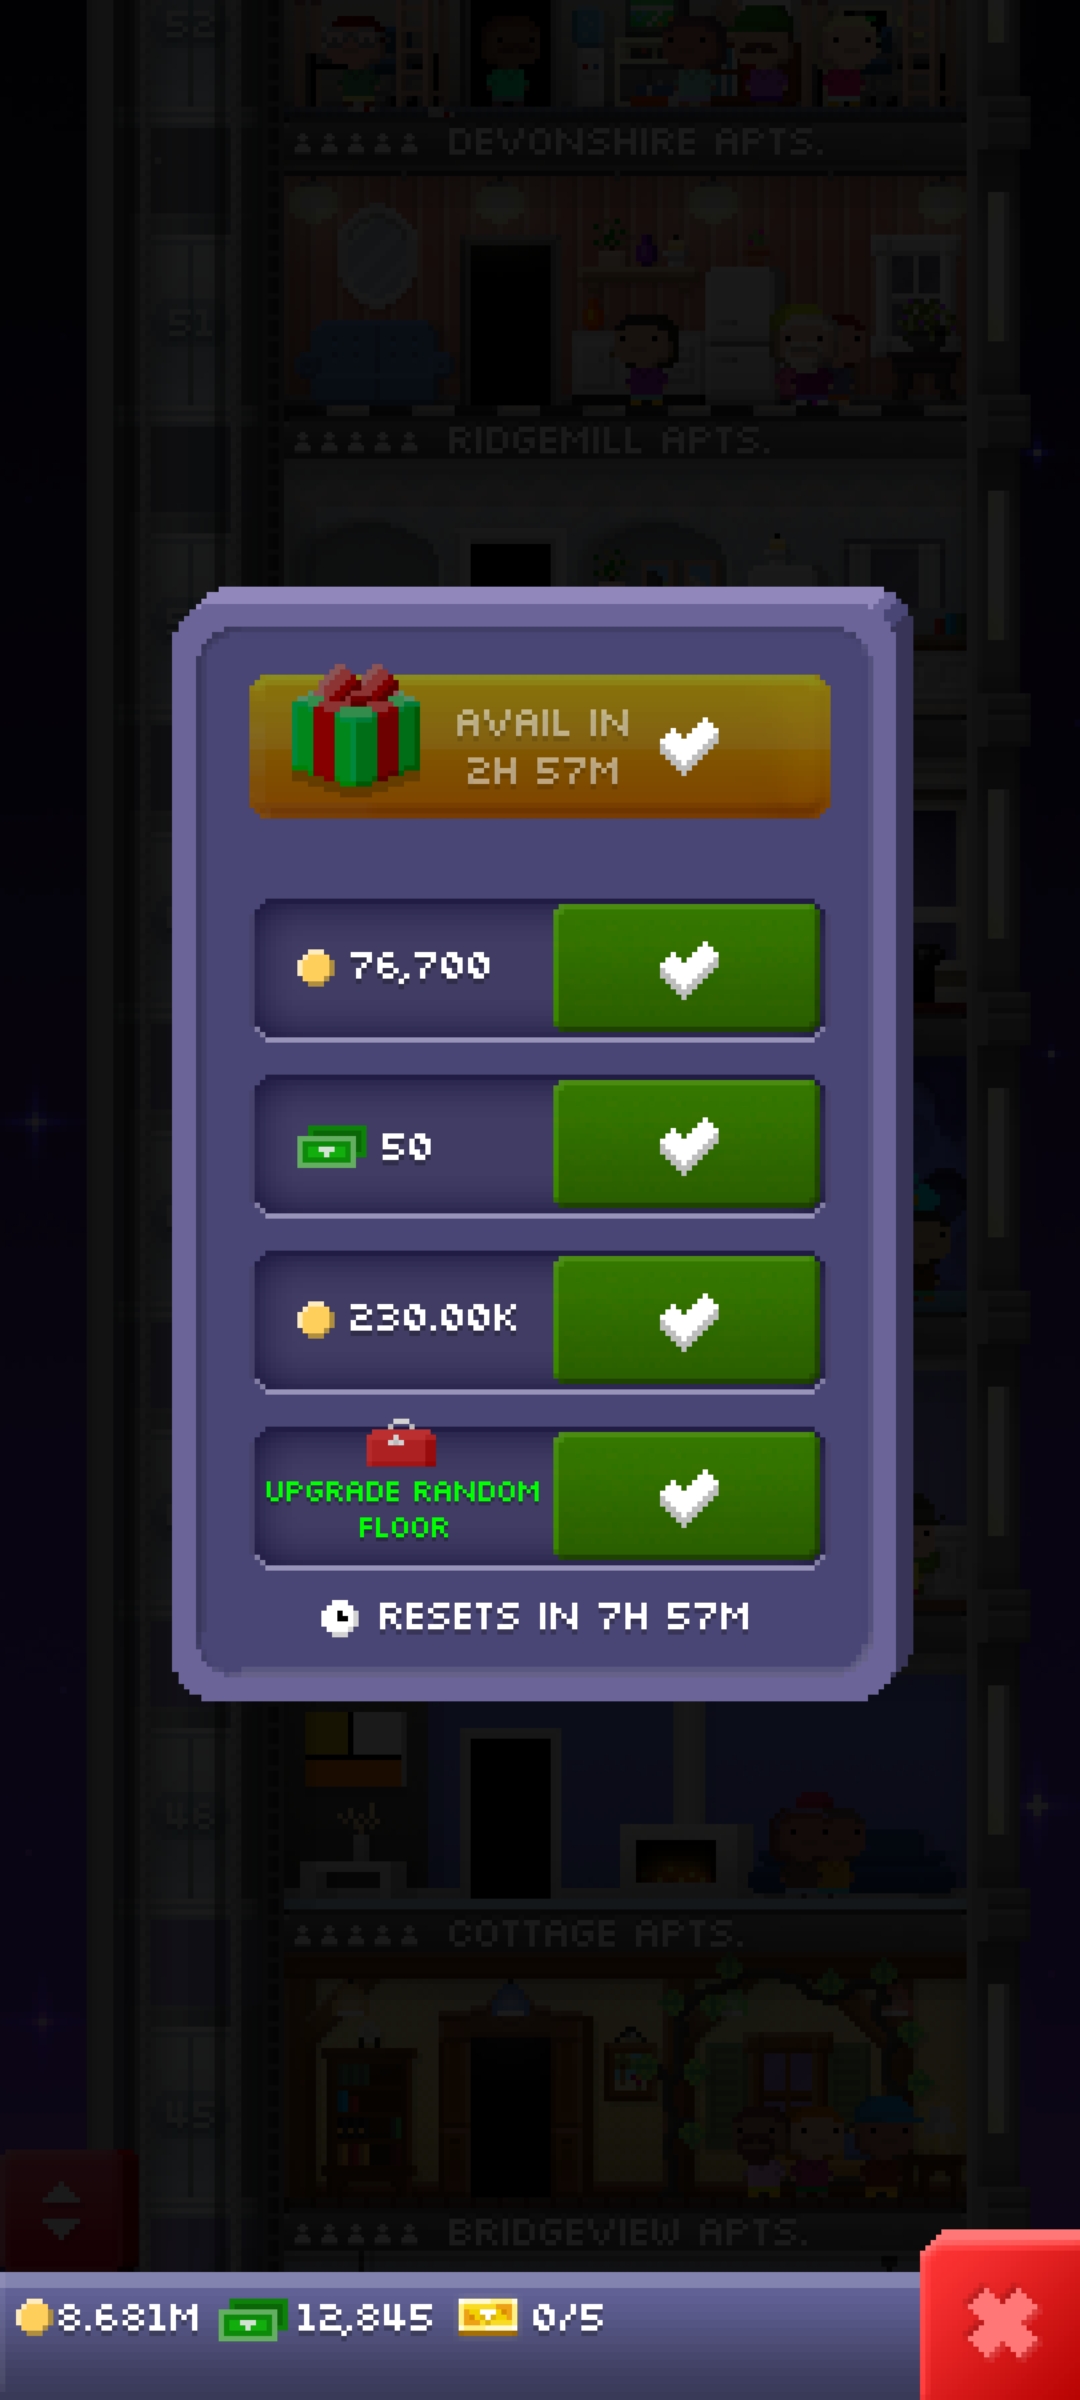 52
DEVONSHIRE APTS.
51
RIDGEMILL APTS.
AVAIL IN
2H 57M
76,700
50
230.00K
UPGRADE RANDOM
FLOOR
RESETS IN 7H 57M
46
COTTAGE APTS.
45
BRIDGEVIEW APTS.
8.681M 12,845 0/5